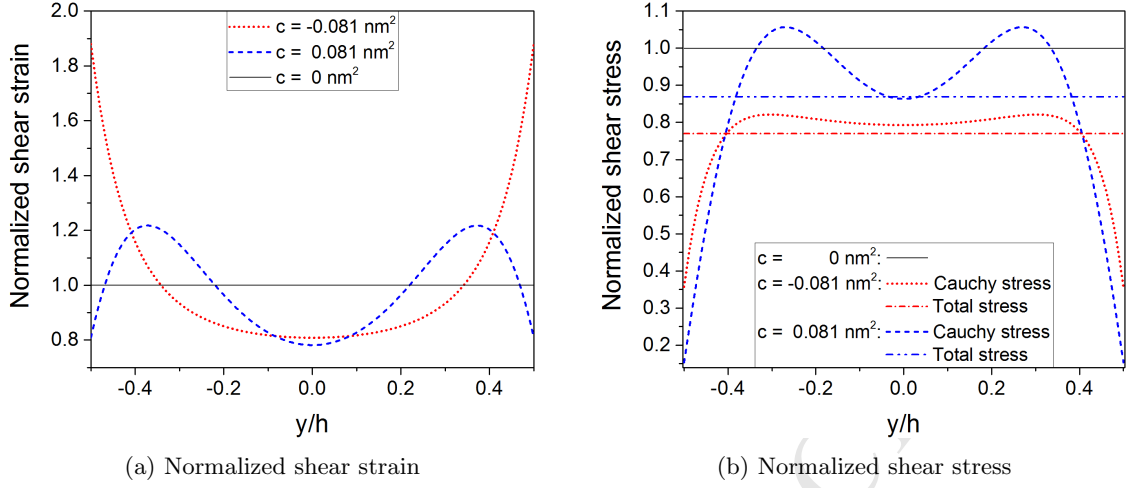 2.0
1.8
1.6
1.4
1.2
1.0
0.8
-0.4 -0.2 0.0 0.2 0.4
Normalized shear strain
y/h
c = -0.081 nm²
c = 0.081 nm²
c = 0 nm²
(a) Normalized shear strain
1.1
1.0
0.9
0.8
0.7
0.6
0.5
0.4
0.3
0.2
-0.4 -0.2 0.0 0.2 0.4
Normalized shear stress
y/h
c = 0 nm²:
c = -0.081 nm²: Cauchy stress
Total stress
c = 0.081 nm²: Cauchy stress
Total stress
(b) Normalized shear stress